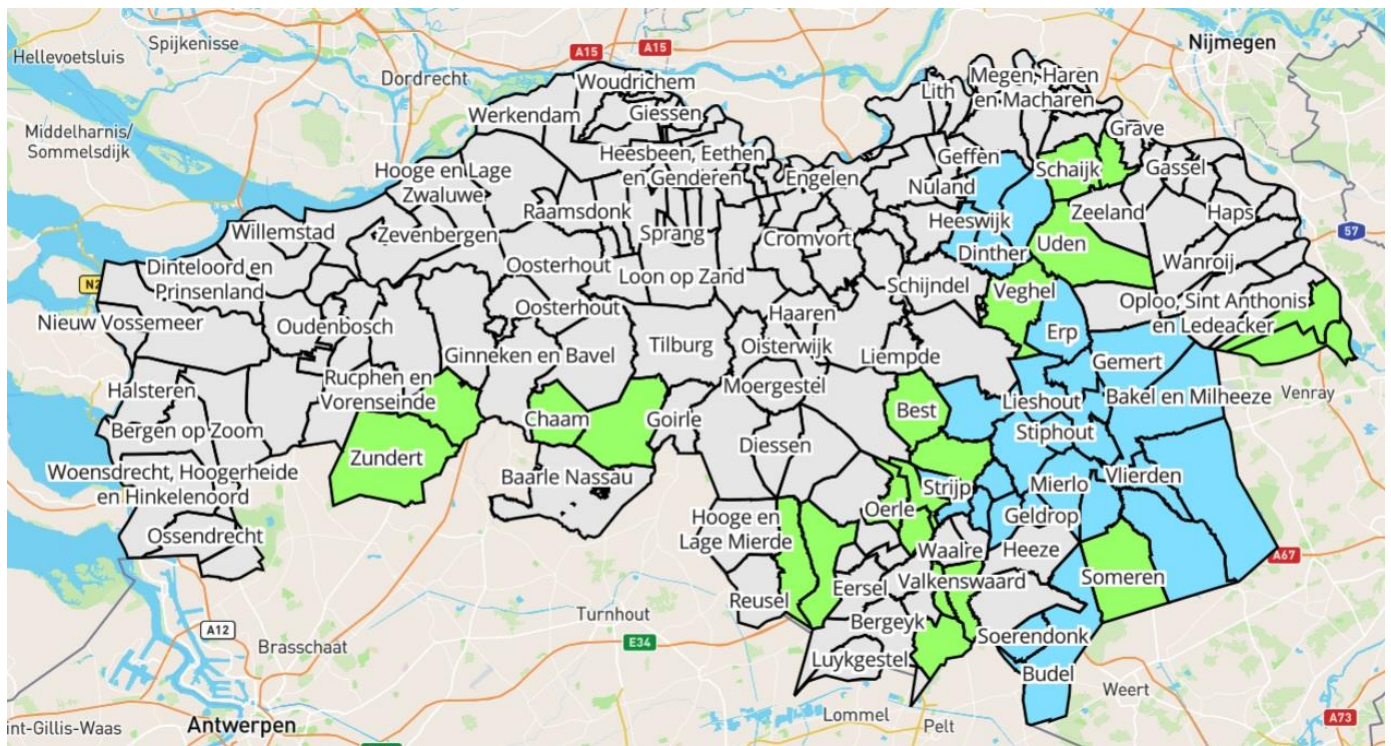 Hellevoetsluis
Spijkenisse
A15
A15
Nijmegen
Dordrecht
Woudrichem
Megen, Haren
en Macharen
Lith
Werkendam
Giessen
Middelharnis/
Sommelsdijk
Grave
Heesbeen, Eethen
en Genderen
Geffen
Schaijk
Gassel
Hooge en Lage
Zwaluwe
Engelen
Nuland
Raamsdonk
Heeswijk
Zeeland
Haps
Willemstad
Zevenbergen
Sprang
Cromvort
57
Dinther
Uden
Dinteloord en
Prinsenland
Oosterhout
Loon op Zand
Wanroij
N2
Schijndel
Veghel
Oosterhout
Haaren
Oploo, Sint Anthonis
en Ledeacker
Nieuw Vossemeer
Oudenbosch
Erp
Ginneken en Bavel
Tilburg
Oisterwijk
Liempde
Gemert
Rucphen en
Vorenseinde
Moergestel
Halsteren
Lieshout
Bakel en Milheeze
Venray
Best
Chaam
Goirle
Bergen op Zoom
Stiphout
Diessen
Zundert
Woensdrecht, Hoogerheide
en Hinkelenoord
Baarle Nassau
Strijp
Mierlo
Vlierden
Oerle
Hooge en
Lage Mierde
Geldrop
Ossendrecht
Waalre
Heeze
A67
Valkenswaard
Someren
Eersel
Reusel
Turnhout
Bergeyk
A12
Soerendonk
Brasschaat
E34
Luykgestel
Budel
Weert
Lommel
Pelt
A73
int-Gillis-Waas
Antwerpen